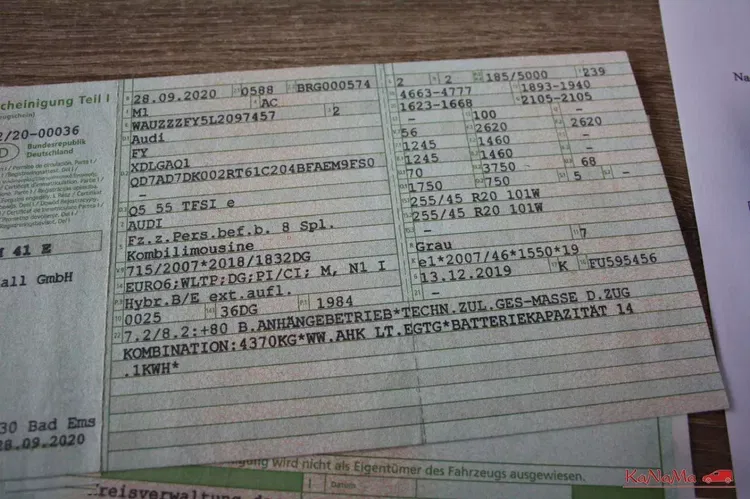 cheinigung Teil I
2/20-00036
Bundesrepublik
Deutschland
41 E
all GmbH
30 Bad Ems
28.09.2020
28.09.2020 0588 BRG000574
M1 AC
WAUZZZFY5L2097457 2
Audi
FY
XDLGAQ1
QD7AD7DK002RT61C204BFAEM9FS0
-
Q5 55 TFSI e
AUDI
Fz.z.Pers.bef.b. 8 Spl.
Kombilimousine
715/2007*2018/1832DG
EURO6;WLTP;DG;PI/CI; M, N1 I
Hybr.B/E ext.aufl.
0025 36DG 1984
7.2/8.2:+80 B.ANHÄNGEBETRIEB*TECHN.ZUL.GES-MASSE D.ZUG
KOMBINATION:4370KG*WW.AHK LT.EGTG*BATTERIEKAPAZITÄT 14
.1KWH*
2 2 185/5000 239
4663-4777 1893-1940
1623-1668 2105-2105
- 100 -
56 2620 2620
1245 1460 -
1245 1460 -
70 3750 68
1750 750 5 -
255/45 R20 101W
255/45 R20 101W
-
Grau 7
e1*2007/46*1550*19
13.12.2019 K FU595456
-
gung wird nicht als Eigentümer des Fahrzeugs ausgewiesen.
Datum
reisverwaltung
Na
KaNaMa